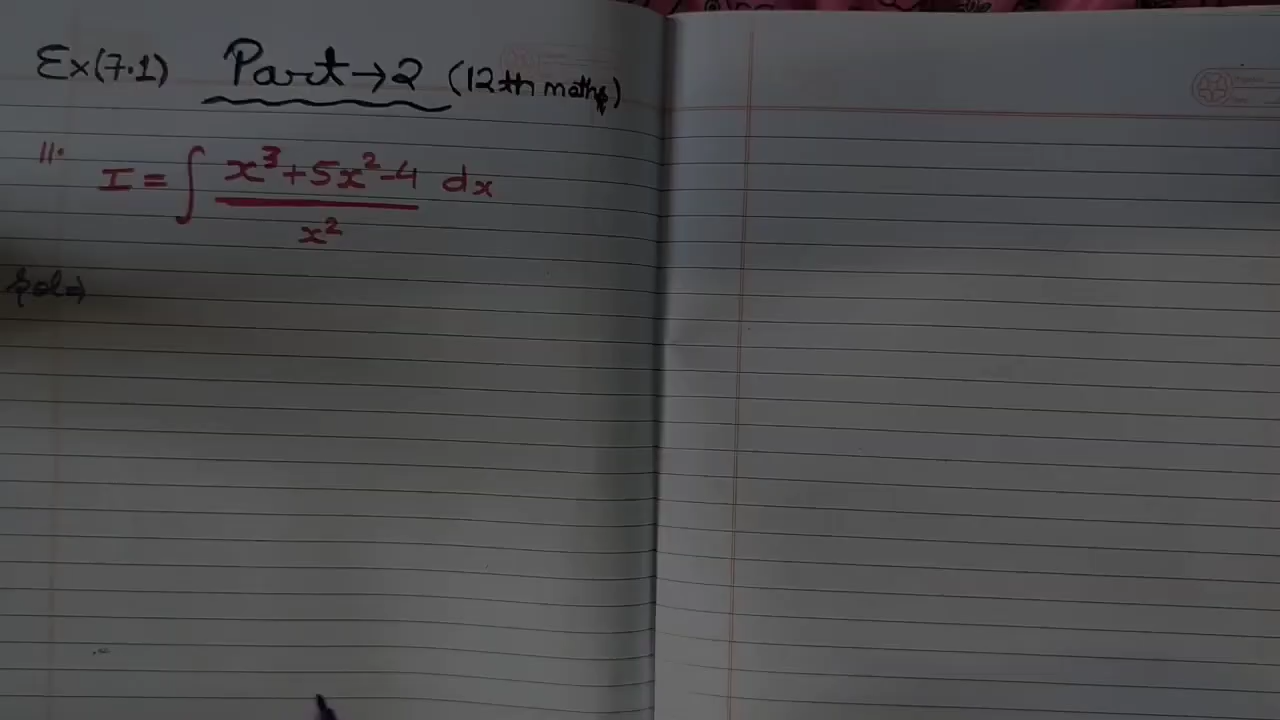 Ex(7.1) Part→2 (12th maths)
11. I = ∫ x³+5x²-4 dx
x²
Sol⇒